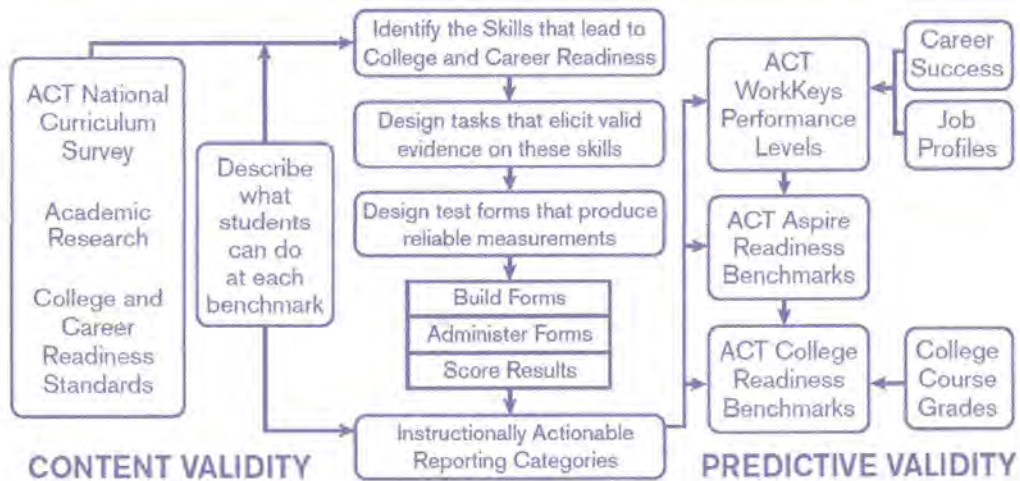 ACT National
Curriculum
Survey
Academic
Research
College and
Career
Readiness
Standards
CONTENT VALIDITY
Describe
what
students
can do
at each
benchmark
Identify the Skills that lead to
College and Career Readiness
Design tasks that elicit valid
evidence on these skills
Design test forms that produce
reliable measurements
Build Forms
Administer Forms
Score Results
Instructionally Actionable
Reporting Categories
ACT
WorkKeys
Performance
Levels
ACT Aspire
Readiness
Benchmarks
ACT College
Readiness
Benchmarks
Career
Success
Job
Profiles
College
Course
Grades
PREDICTIVE VALIDITY